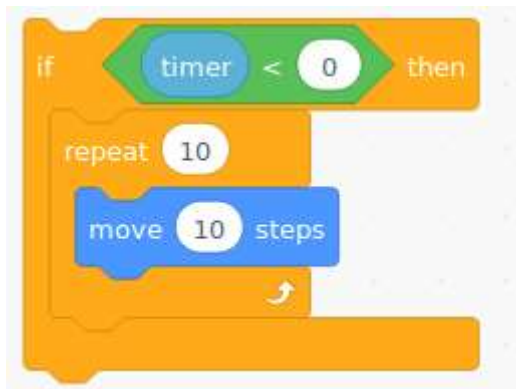 if timer < 0 then
repeat 10
move 10 steps